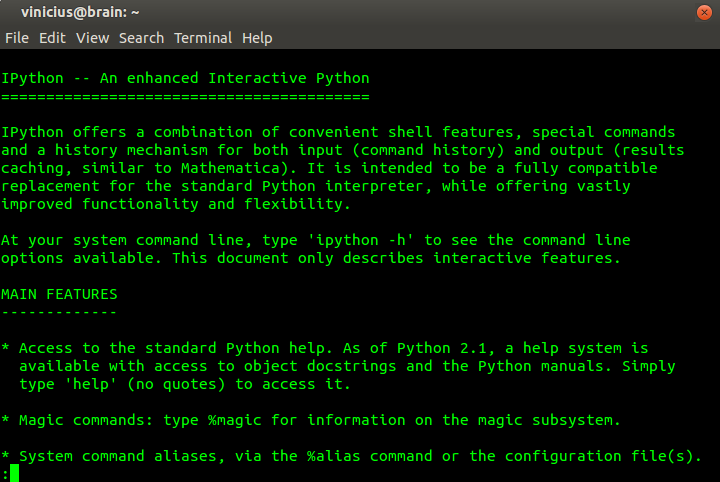 vinicius@brain: ~
File Edit View Search Terminal Help
IPython -- An enhanced Interactive Python
=========================================
IPython offers a combination of convenient shell features, special commands
and a history mechanism for both input (command history) and output (results
caching, similar to Mathematica). It is intended to be a fully compatible
replacement for the standard Python interpreter, while offering vastly
improved functionality and flexibility.
At your system command line, type 'ipython -h' to see the command line
options available. This document only describes interactive features.
MAIN FEATURES
-------------
* Access to the standard Python help. As of Python 2.1, a help system is
available with access to object docstrings and the Python manuals. Simply
type 'help' (no quotes) to access it.
* Magic commands: type %magic for information on the magic subsystem.
* System command aliases, via the %alias command or the configuration file(s).
: